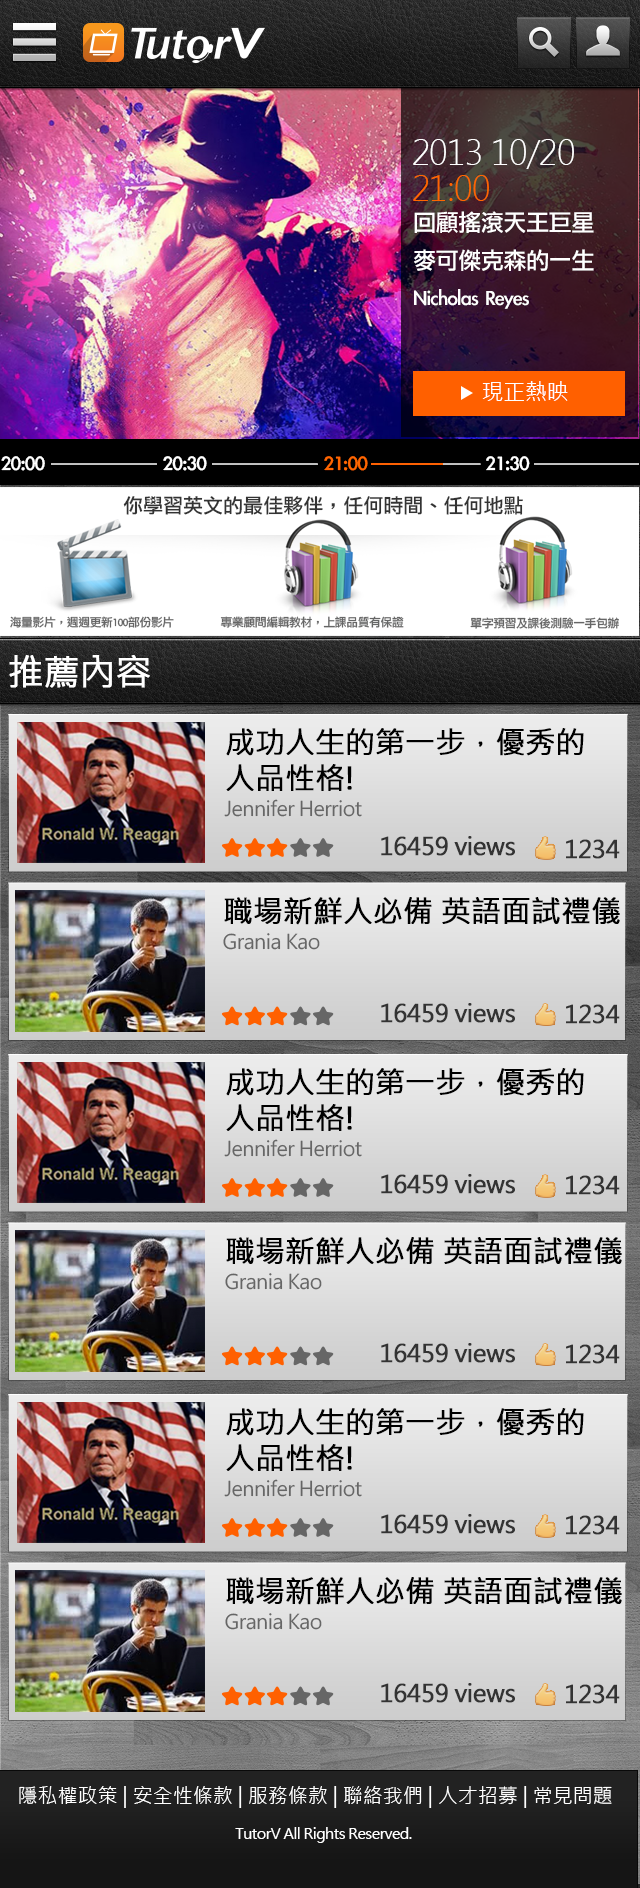 TutorV
2013 10/20
21:00
回顧搖滾天王巨星
麥可傑克森的一生
Nicholas Reyes
現正熱映
20:00 20:30 21:00 21:30
你學習英文的最佳夥伴，任何時間、任何地點
海量影片，週週更新100部份影片
專業顧問編輯教材，上課品質有保證
單字預習及課後測驗一手包辦
推薦內容
成功人生的第一步，優秀的
人品性格!
Jennifer Herriot
Ronald W. Reagan
16459 views 1234
職場新鮮人必備 英語面試禮儀
Grania Kao
16459 views 1234
成功人生的第一步，優秀的
人品性格!
Jennifer Herriot
Ronald W. Reagan
16459 views 1234
職場新鮮人必備 英語面試禮儀
Grania Kao
16459 views 1234
成功人生的第一步，優秀的
人品性格!
Jennifer Herriot
Ronald W. Reagan
16459 views 1234
職場新鮮人必備 英語面試禮儀
Grania Kao
16459 views 1234
隱私權政策 | 安全性條款 | 服務條款 | 聯絡我們 | 人才招募 | 常見問題
TutorV All Rights Reserved.